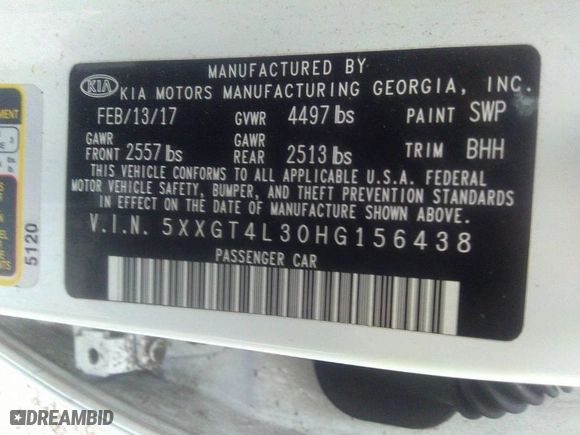 MANUFACTURED BY
KIA KIA MOTORS MANUFACTURING GEORGIA, INC.
FEB/13/17 GVWR 4497 lbs PAINT SWP
GAWR FRONT 2557 lbs GAWR REAR 2513 lbs TRIM BHH
THIS VEHICLE CONFORMS TO ALL APPLICABLE U.S.A. FEDERAL
MOTOR VEHICLE SAFETY, BUMPER, AND THEFT PREVENTION STANDARDS
IN EFFECT ON THE DATE OF MANUFACTURE SHOWN ABOVE.
V.I.N. 5XXGT4L30HG156438
PASSENGER CAR
5120
DREAMBID